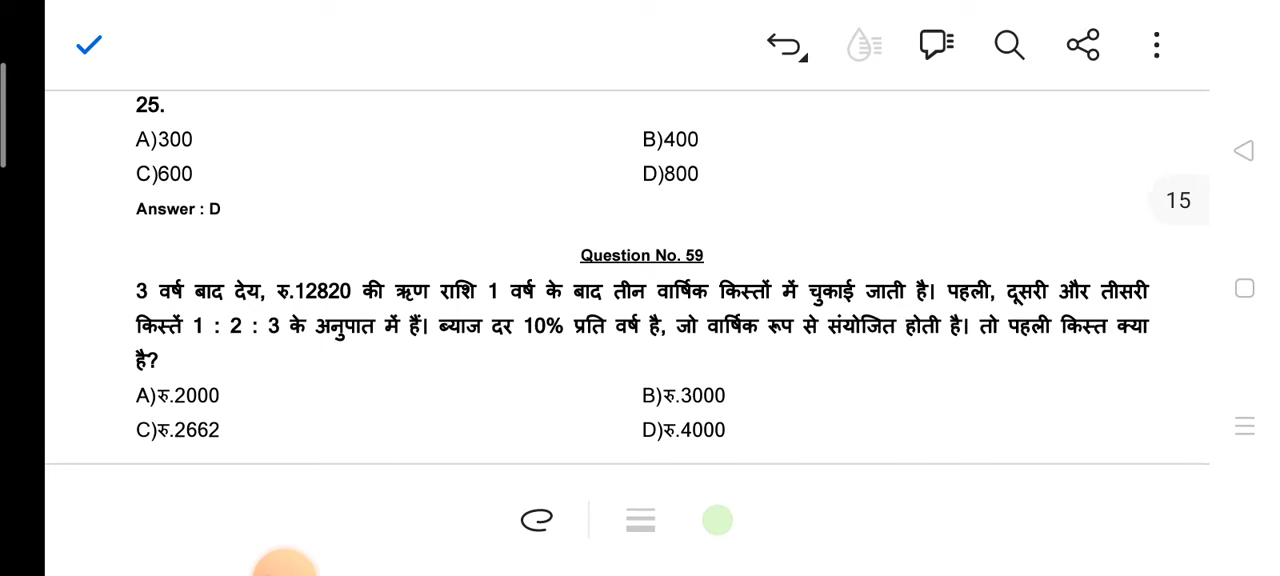 25.
A)300 B)400
C)600 D)800
Answer : D
15
Question No. 59
3 वर्ष बाद देय, रु.12820 की ऋण राशि 1 वर्ष के बाद तीन वार्षिक किस्तों में चुकाई जाती है। पहली, दूसरी और तीसरी
किस्तें 1 : 2 : 3 के अनुपात में हैं। ब्याज दर 10% प्रति वर्ष है, जो वार्षिक रूप से संयोजित होती है। तो पहली किस्त क्या
है?
A)रु.2000 B)रु.3000
C)रु.2662 D)रु.4000